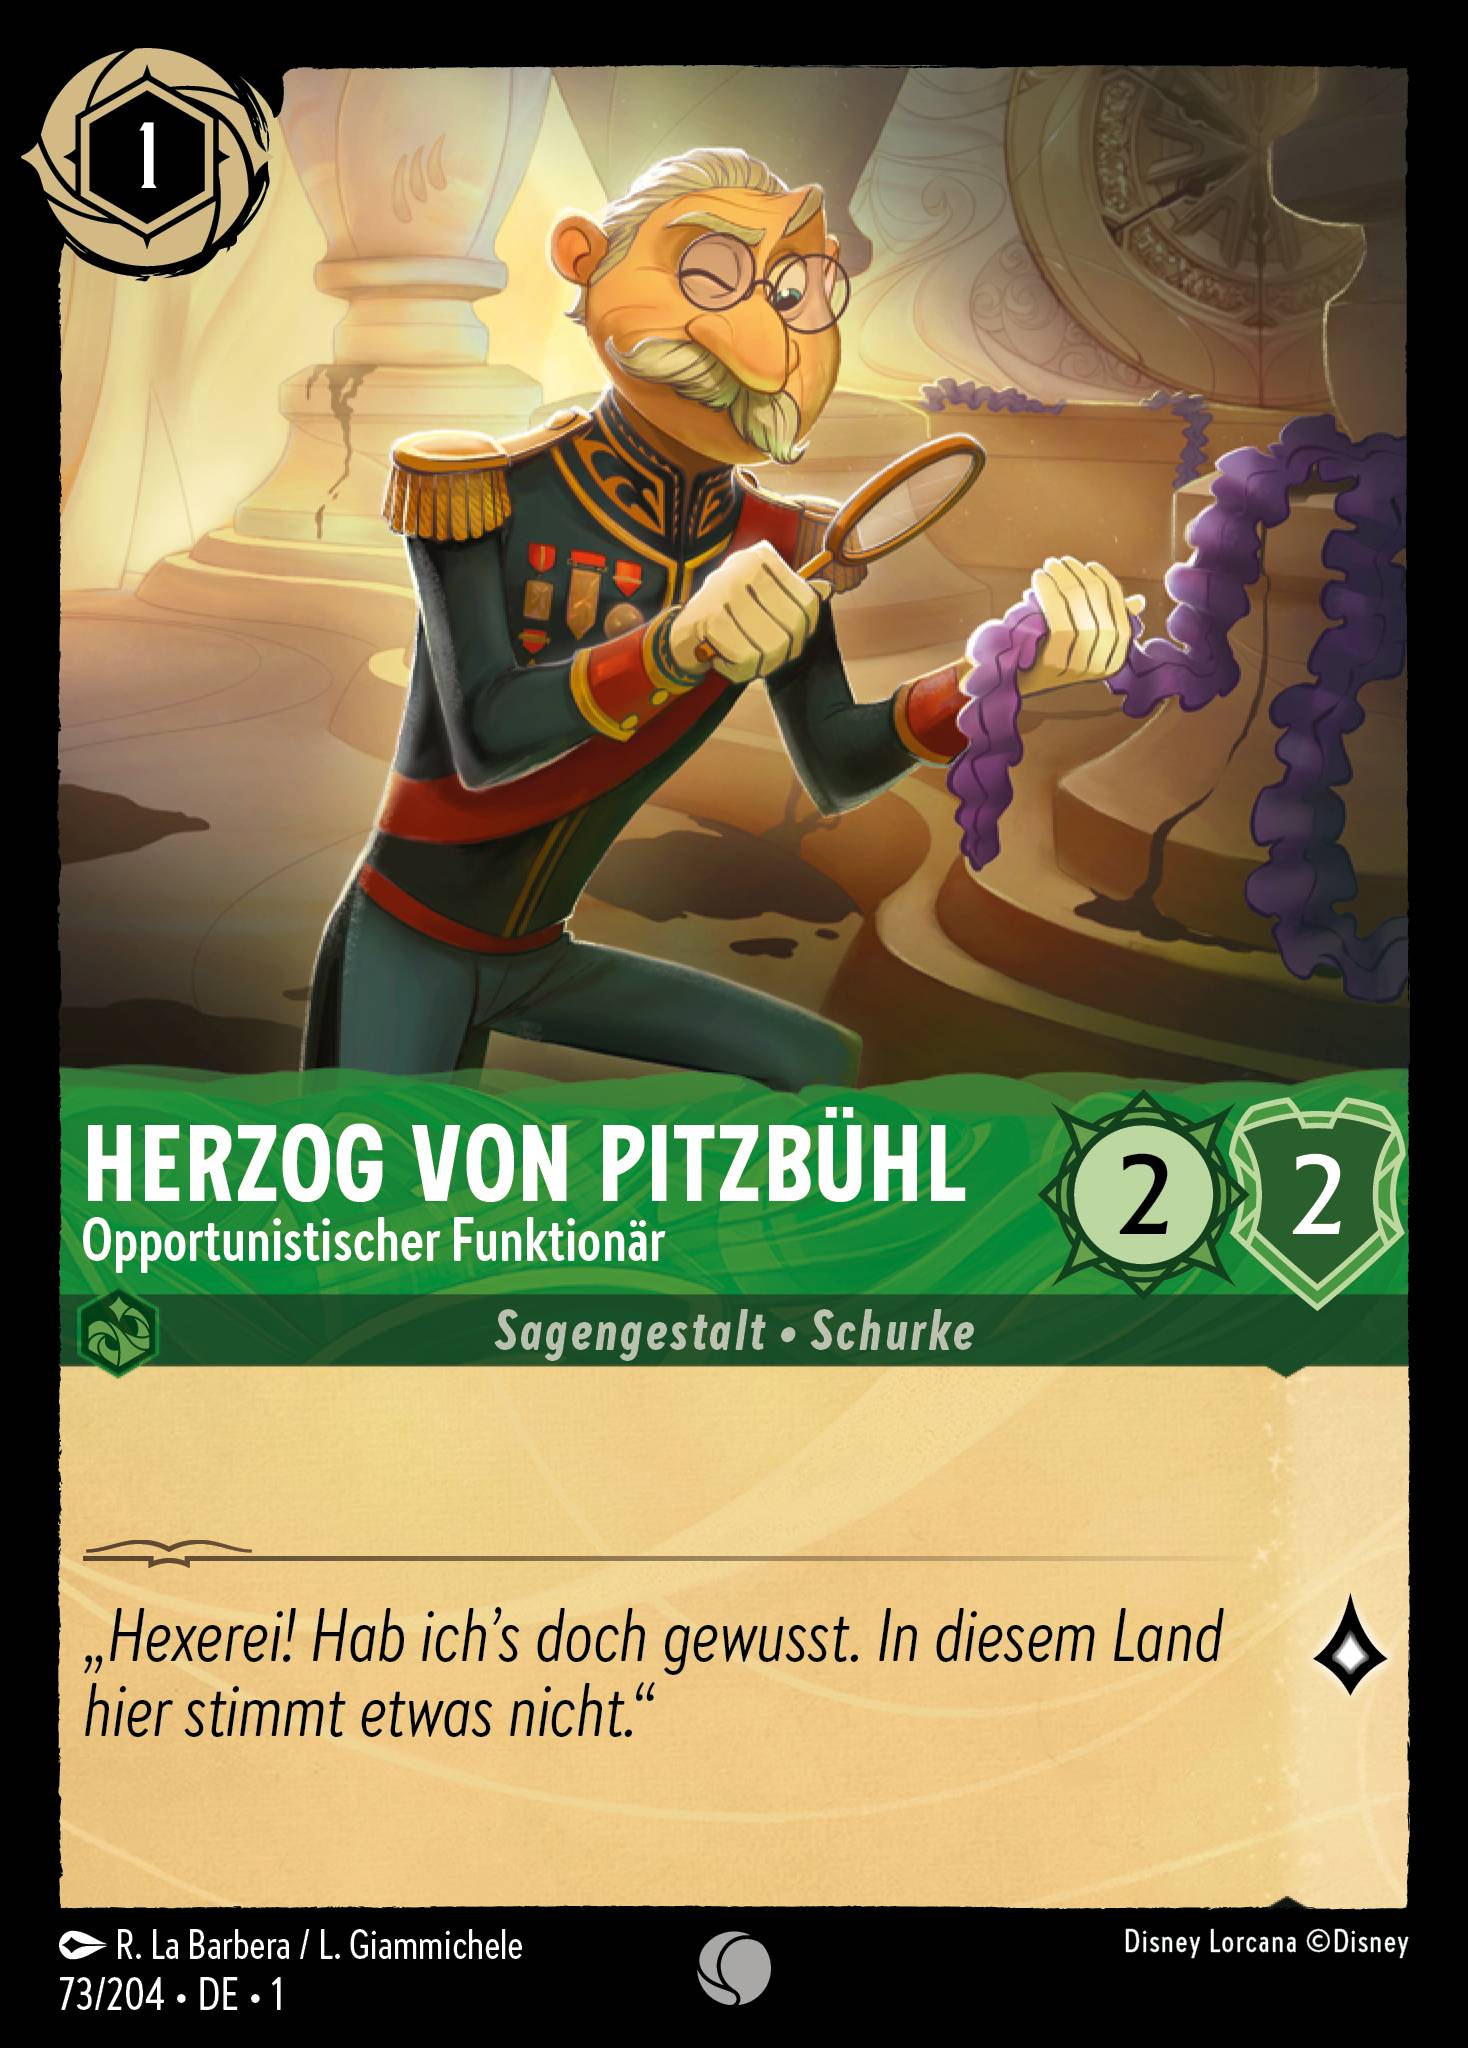 1
HERZOG VON PITZBÜHL
Opportunistischer Funktionär
2 2
Sagengestalt • Schurke
„Hexerei! Hab ich’s doch gewusst. In diesem Land
hier stimmt etwas nicht.“
R. La Barbera / L. Giammichele
Disney Lorcana ©Disney
73/204 • DE • 1